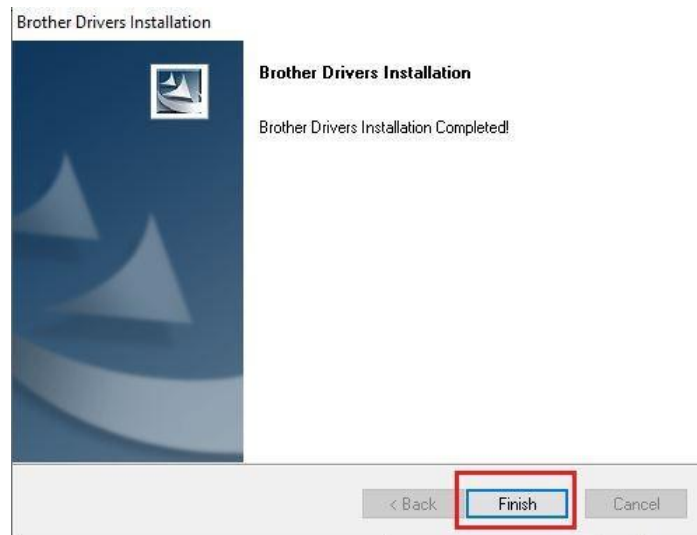 Brother Drivers Installation
Brother Drivers Installation
Brother Drivers Installation Completed!
< Back Finish Cancel